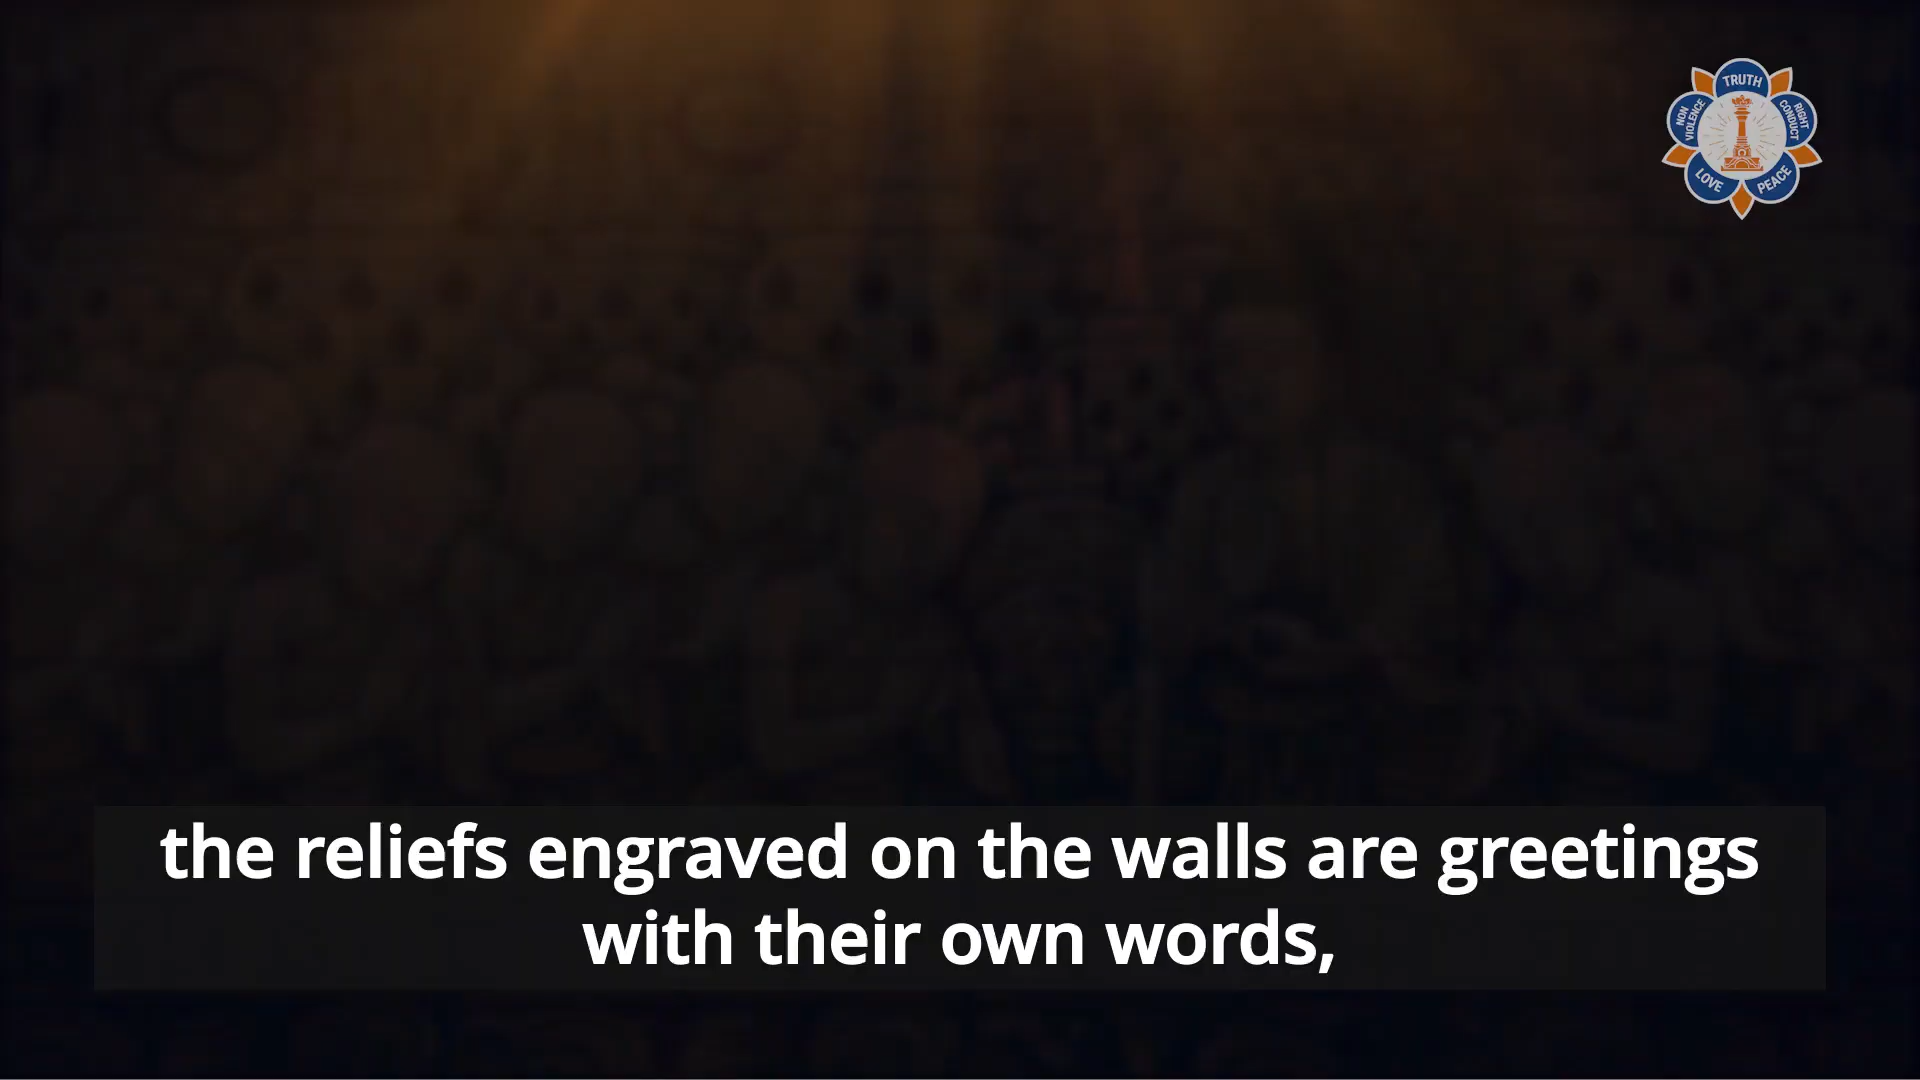 TRUTH
NON
VIOLENCE
RIGHT
CONDUCT
LOVE
PEACE
the reliefs engraved on the walls are greetings
with their own words,